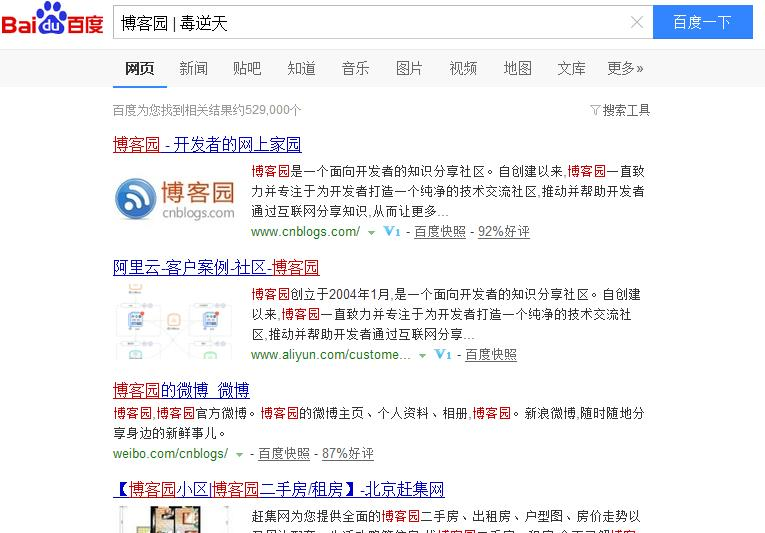 Bai du 百度
博客园 | 毒逆天
百度一下
网页 新闻 贴吧 知道 音乐 图片 视频 地图 文库 更多»
百度为您找到相关结果约529,000个
搜索工具
博客园 - 开发者的网上家园
博客园
cnblogs.com
博客园是一个面向开发者的知识分享社区。自创建以来,博客园一直致
力并专注于为开发者打造一个纯净的技术交流社区,推动并帮助开发者
通过互联网分享知识,从而让更多...
www.cnblogs.com/ V1 - 百度快照 - 92%好评
阿里云-客户案例-社区-博客园
博客园创立于2004年1月,是一个面向开发者的知识分享社区。自创建
以来,博客园一直致力并专注于为开发者打造一个纯净的技术交流社
区,推动并帮助开发者通过互联网分享...
www.aliyun.com/custome... V1 - 百度快照
博客园的微博_微博
博客园,博客园官方微博。博客园的微博主页、个人资料、相册,博客园。新浪微博,随时随地分
享身边的新鲜事儿。
weibo.com/cnblogs/ - 百度快照 - 87%好评
【博客园小区|博客园二手房/租房】-北京赶集网
赶集网为您提供全面的博客园二手房、出租房、户型图、房价走势以